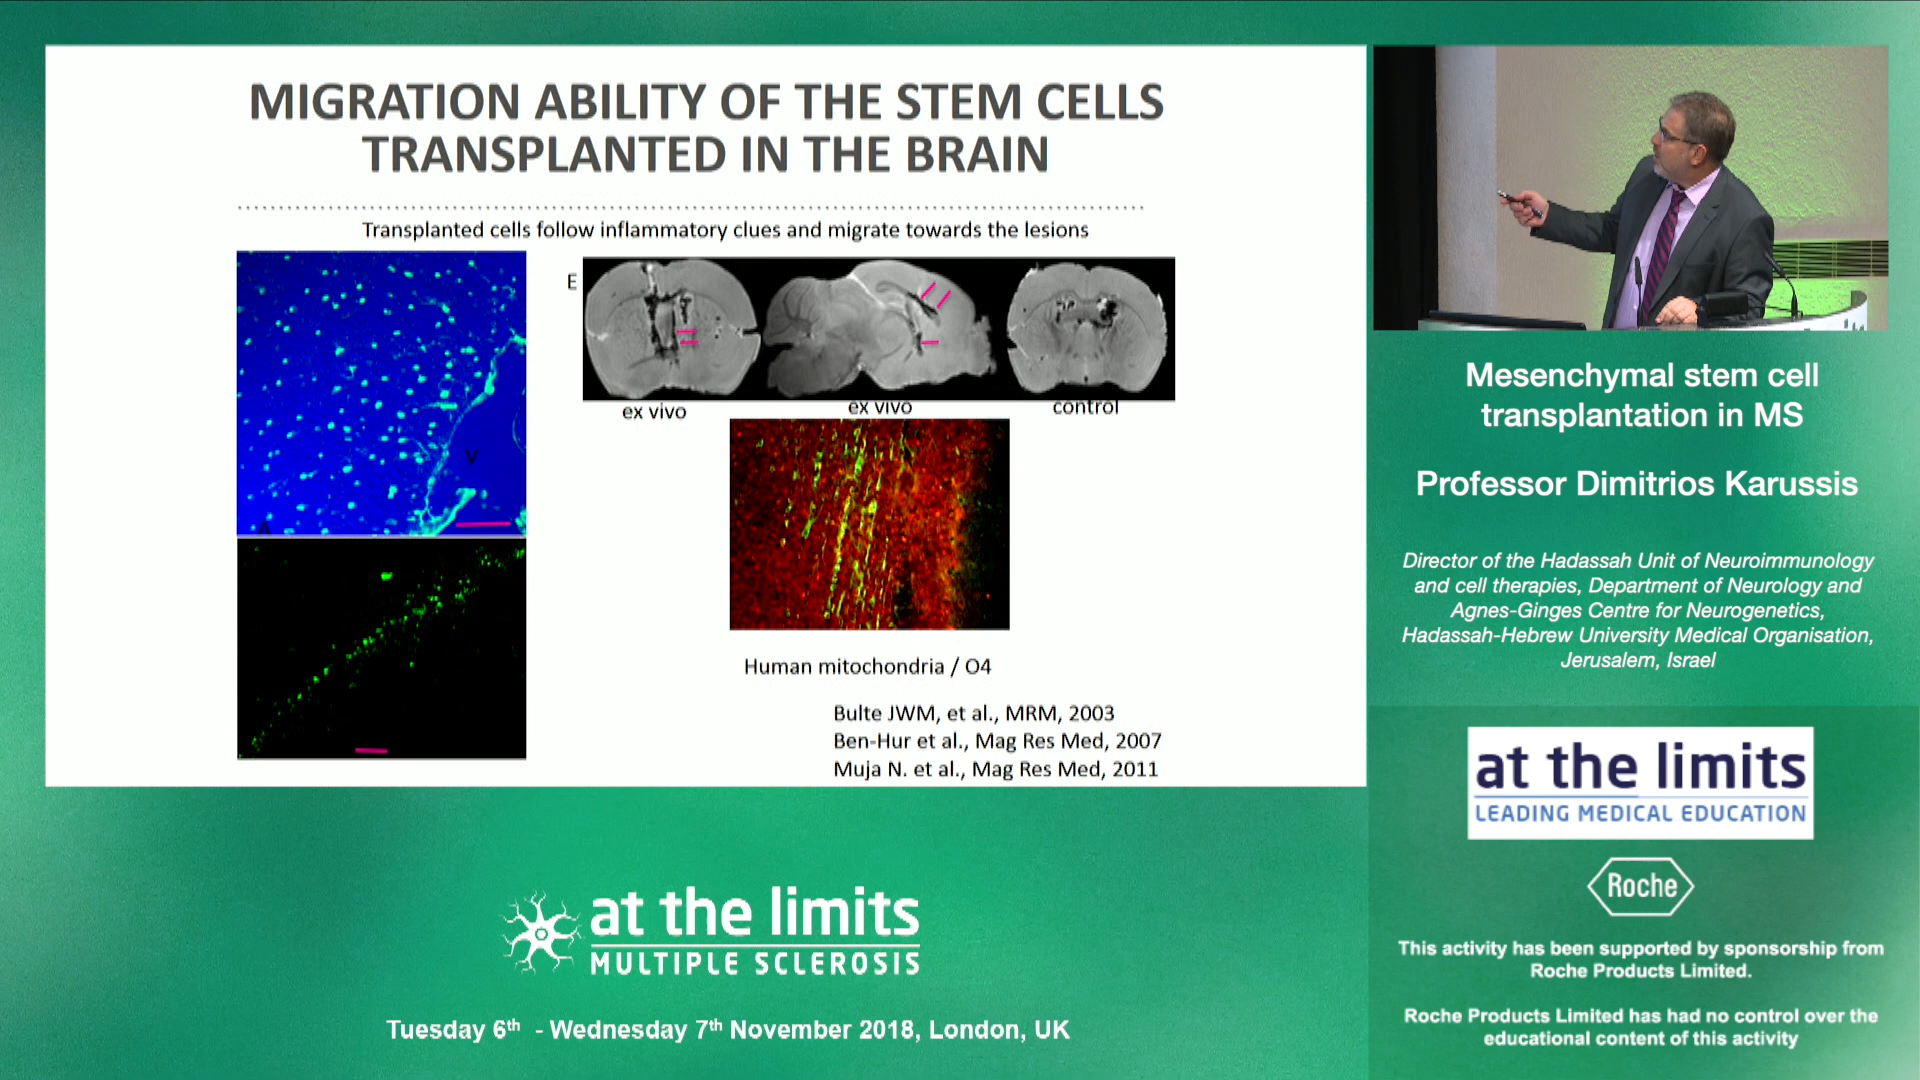 MIGRATION ABILITY OF THE STEM CELLS
TRANSPLANTED IN THE BRAIN
Transplanted cells follow inflammatory clues and migrate towards the lesions
E
V
A
ex vivo
ex vivo
control
Human mitochondria / O4
Bulte JWM, et al., MRM, 2003
Ben-Hur et al., Mag Res Med, 2007
Muja N. et al., Mag Res Med, 2011
Mesenchymal stem cell
transplantation in MS
Professor Dimitrios Karussis
Director of the Hadassah Unit of Neuroimmunology
and cell therapies, Department of Neurology and
Agnes-Ginges Centre for Neurogenetics,
Hadassah-Hebrew University Medical Organisation,
Jerusalem, Israel
at the limits
LEADING MEDICAL EDUCATION
Roche
This activity has been supported by sponsorship from
Roche Products Limited.
Roche Products Limited has had no control over the
educational content of this activity
at the limits
MULTIPLE SCLEROSIS
Tuesday 6th - Wednesday 7th November 2018, London, UK